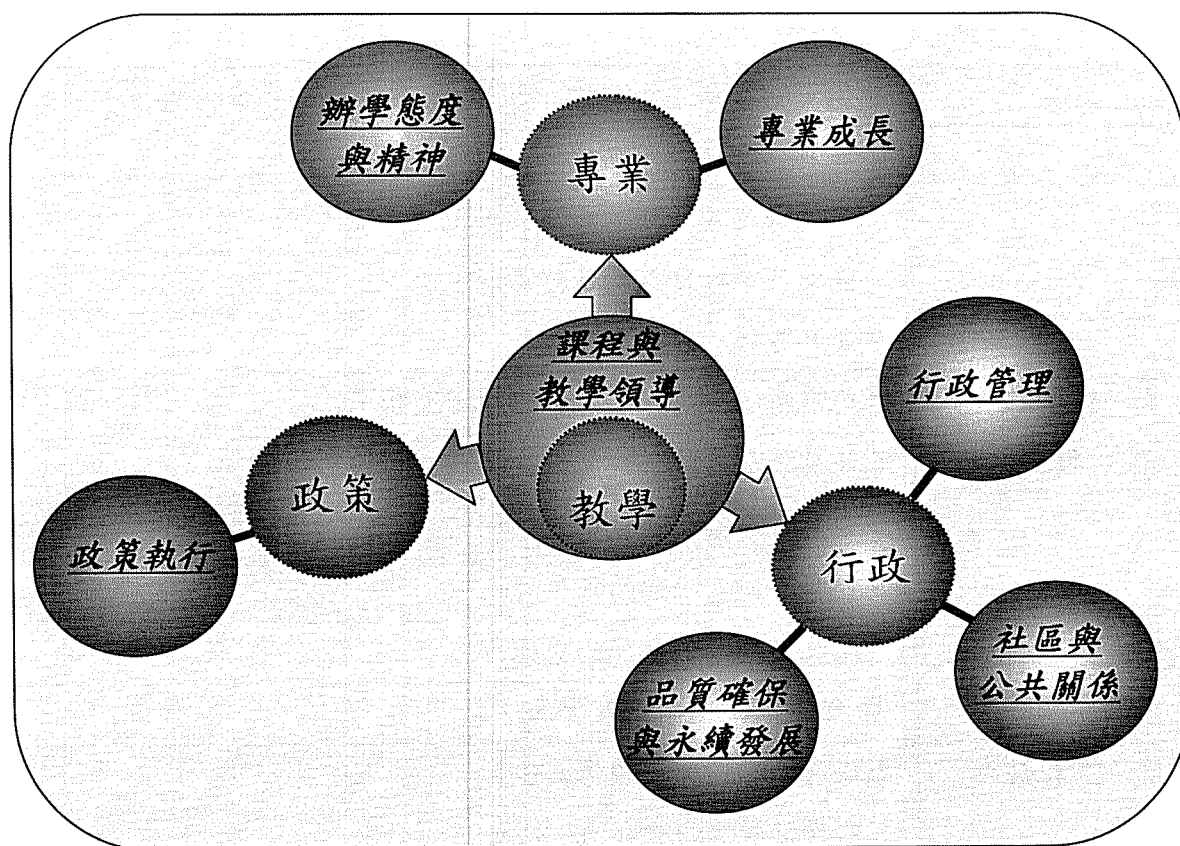 辦學態度
與精神
專業
專業成長
課程與
教學領導
教學
政策
政策執行
行政管理
行政
社區與
公共關係
品質確保
與永續發展